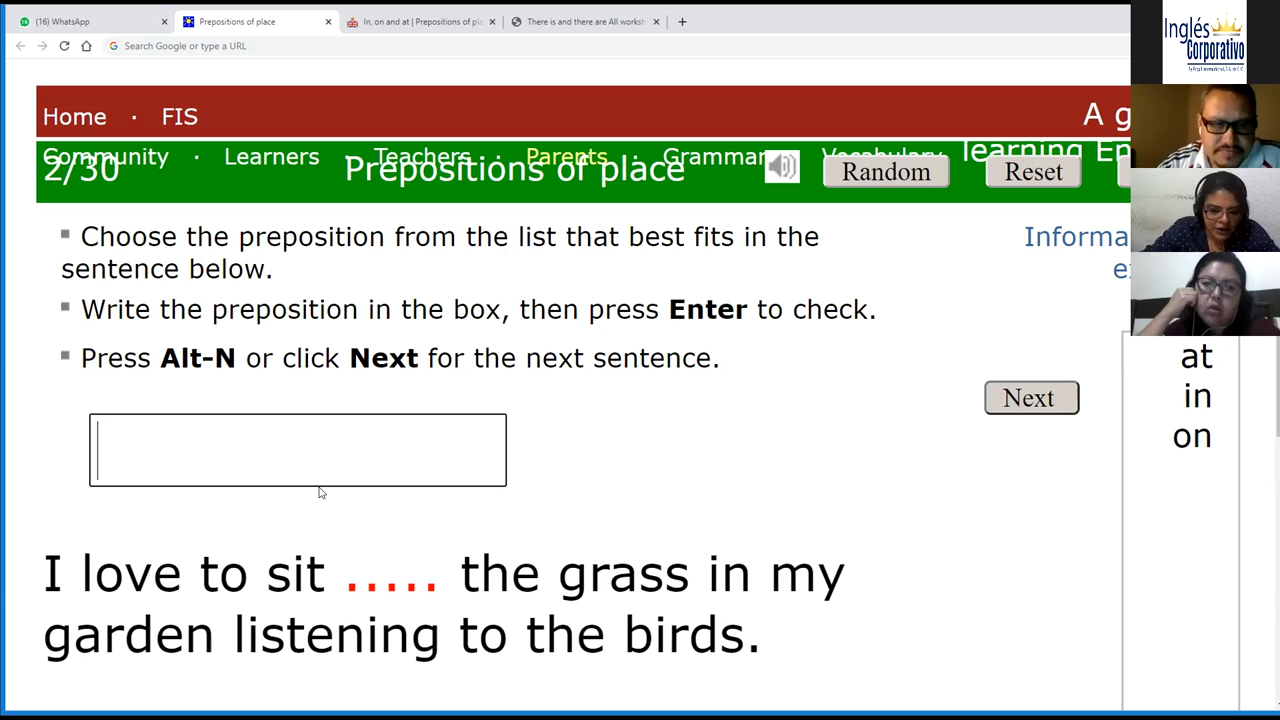 (16) WhatsApp
Prepositions of place
In, on and at | Prepositions of pl
There is and there are All worksh
Search Google or type a URL
Inglés
Corporativo
Home · FIS
A g
Community · Learners · Teachers · Parents · Grammar · Vocabulary
learning En
2/30
Prepositions of place
Random
Reset
Choose the preposition from the list that best fits in the
sentence below.
Informa
ex
Write the preposition in the box, then press Enter to check.
Press Alt-N or click Next for the next sentence.
at
in
on
Next
I love to sit ..... the grass in my
garden listening to the birds.